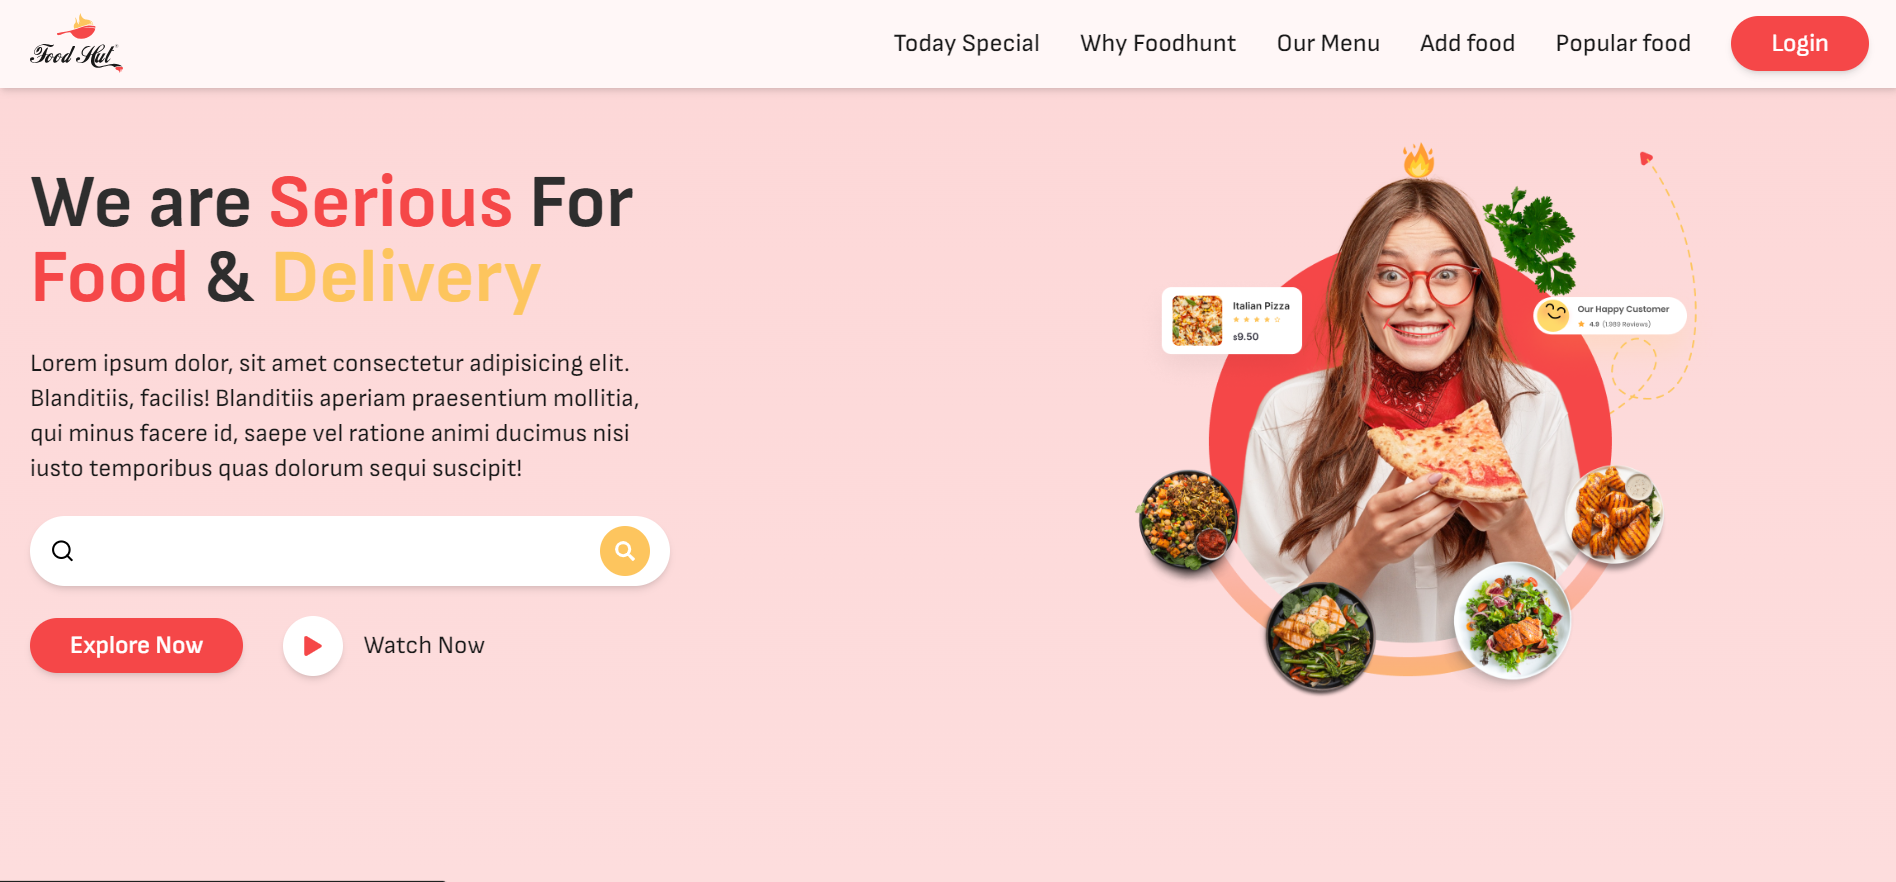 Food Hut
Today Special
Why Foodhunt
Our Menu
Add food
Popular food
Login
We are Serious For
Food & Delivery
Lorem ipsum dolor, sit amet consectetur adipisicing elit.
Blanditiis, facilis! Blanditiis aperiam praesentium mollitia,
qui minus facere id, saepe vel ratione animi ducimus nisi
iusto temporibus quas dolorum sequi suscipit!
Explore Now
Watch Now
Italian Pizza
$9.50
Our Happy Customer
4.9 (1989 Reviews)